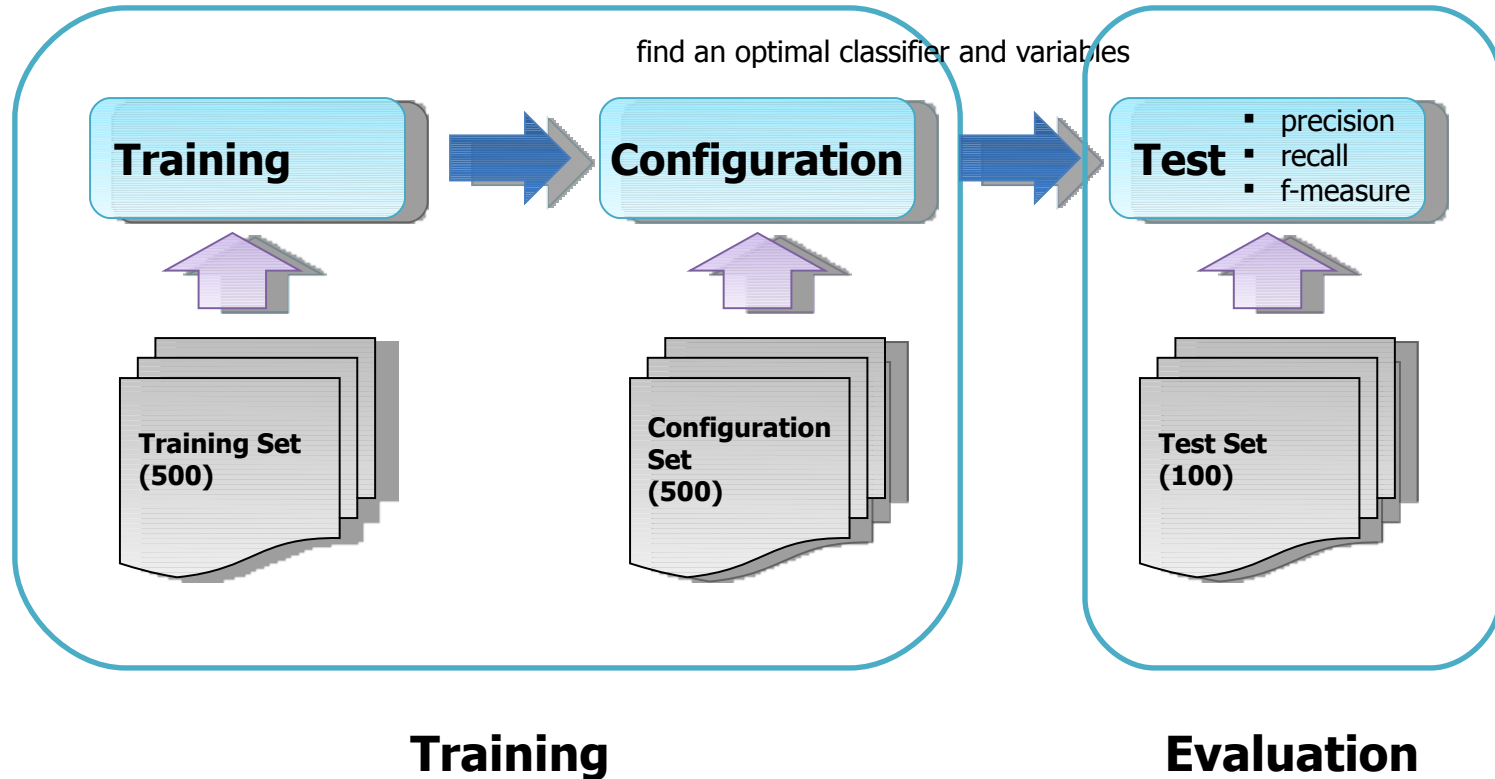 find an optimal classifier and variables
Training
Configuration
Test
▪ precision
▪ recall
▪ f-measure
Training Set
(500)
Configuration
Set
(500)
Test Set
(100)
Training
Evaluation